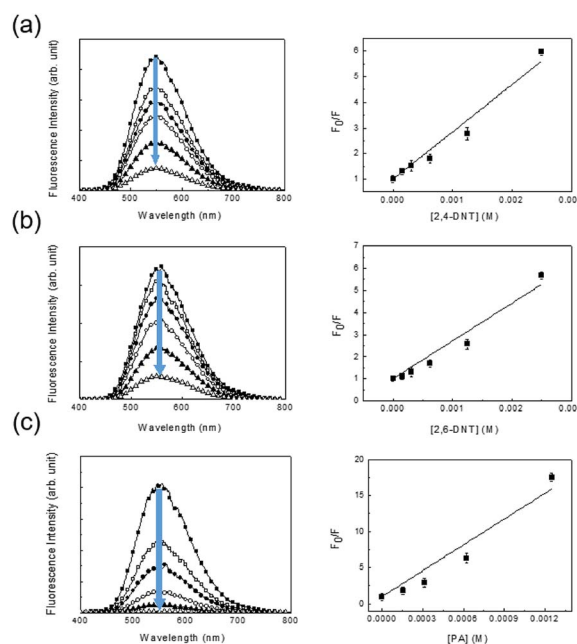 (a)
Fluorescence Intensity (arb. unit)
400 500 600 700 800
Wavelength (nm)
F0/F
6
5
4
3
2
1
0
0.000 0.001 0.002 0.00
[2,4-DNT] (M)
(b)
Fluorescence Intensity (arb. unit)
400 500 600 700 800
Wavelength (nm)
F0/F
7
6
5
4
3
2
1
0
0.000 0.001 0.002 0.00
[2,6-DNT] (M)
(c)
Fluorescence Intensity (arb. unit)
400 500 600 700 800
Wavelength (nm)
F0/F
20
15
10
5
0
0.0000 0.0003 0.0006 0.0009 0.0012
[PA] (M)